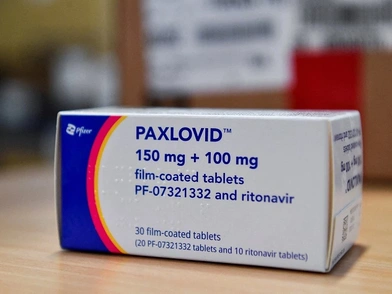 Pfizer
PAXLOVID™
150 mg + 100 mg
film-coated tablets
PF-07321332 and ritonavir
30 film-coated tablets
(20 PF-07321332 tablets and 10 ritonavir tablets)